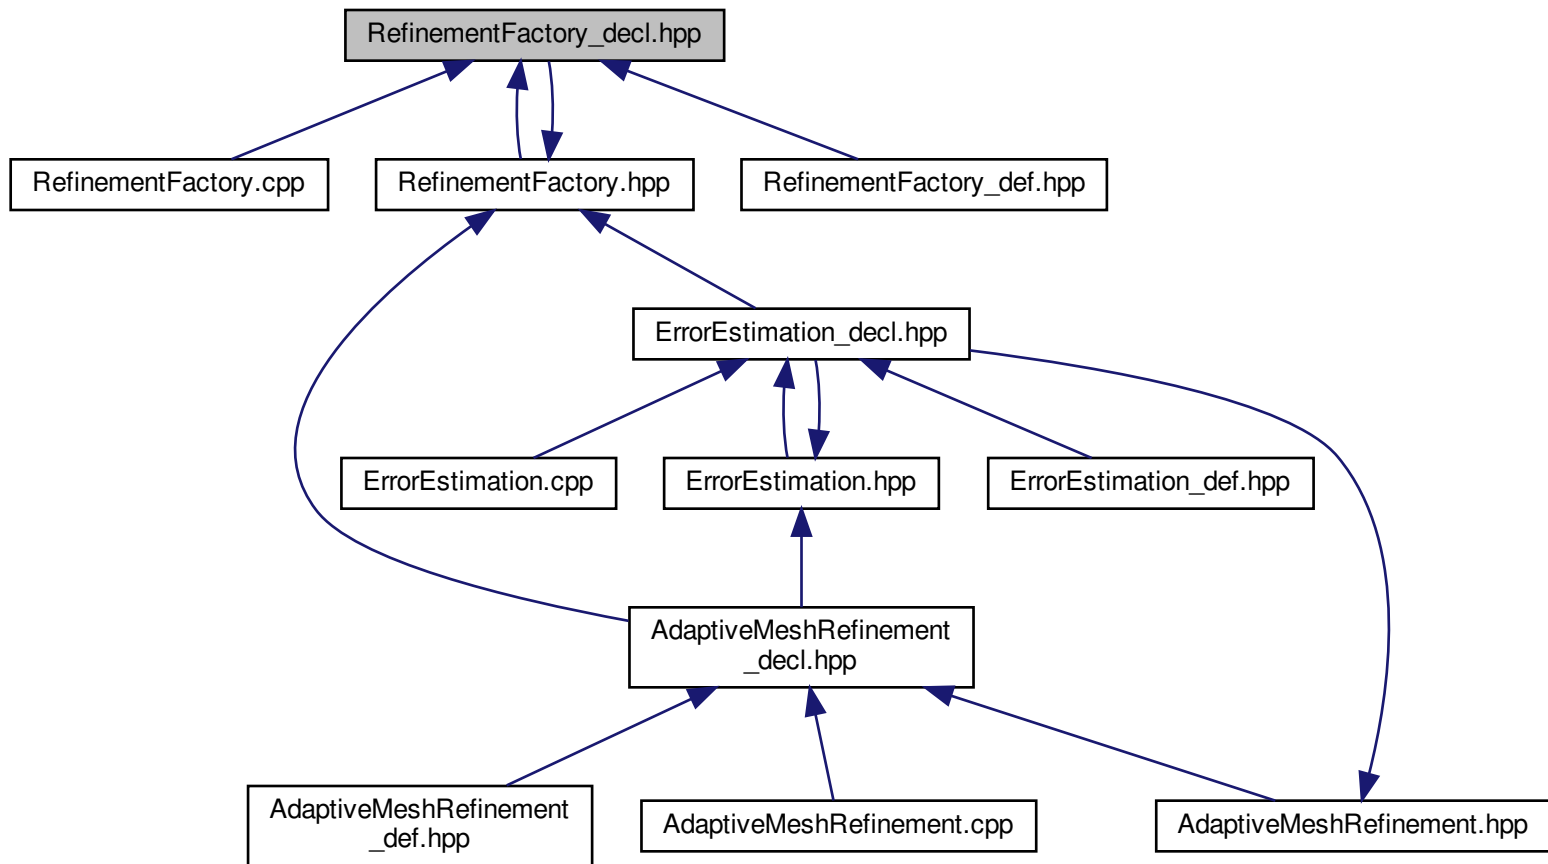 RefinementFactory_decl.hpp
RefinementFactory.cpp
RefinementFactory.hpp
RefinementFactory_def.hpp
ErrorEstimation_decl.hpp
ErrorEstimation.cpp
ErrorEstimation.hpp
ErrorEstimation_def.hpp
AdaptiveMeshRefinement
_decl.hpp
AdaptiveMeshRefinement
_def.hpp
AdaptiveMeshRefinement.cpp
AdaptiveMeshRefinement.hpp